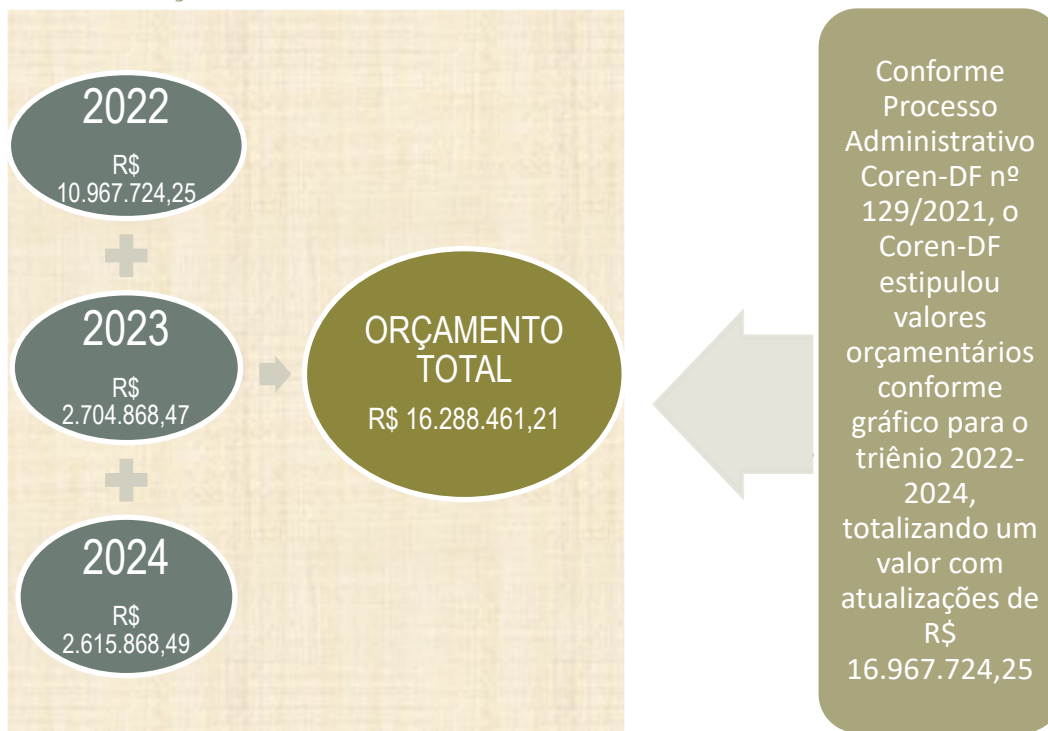 2022
R$
10.967.724,25
2023
R$
2.704.868,47
2024
R$
2.615.868,49
ORÇAMENTO
TOTAL
R$ 16.288.461,21
Conforme
Processo
Administrativo
Coren-DF nº
129/2021, o
Coren-DF
estipulou
valores
orçamentários
conforme
gráfico para o
triênio 2022-
2024,
totalizando um
valor com
atualizações de
R$
16.967.724,25